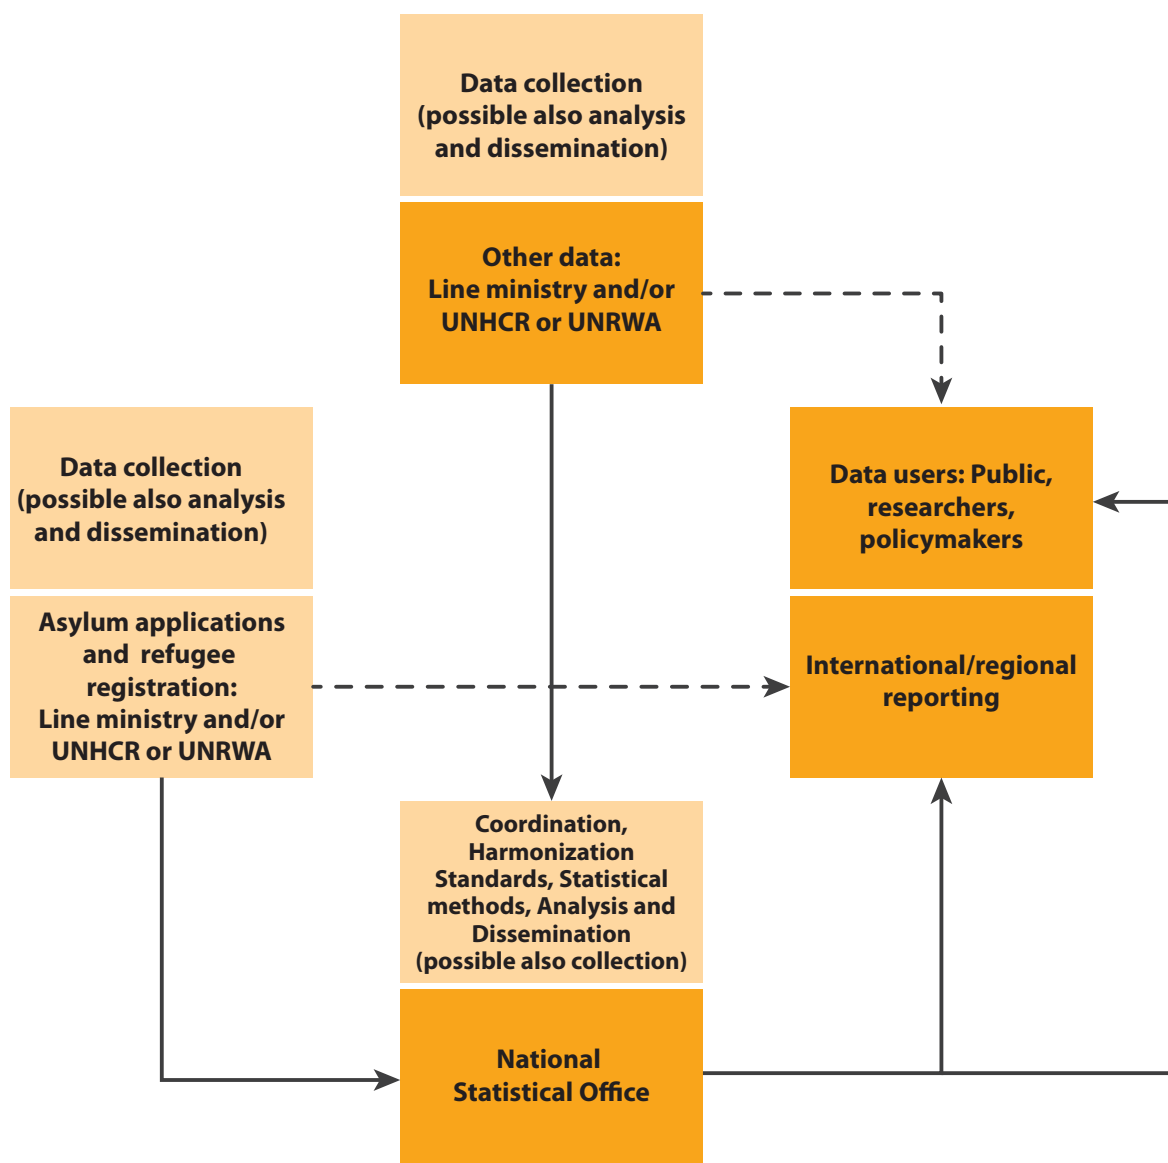 Data collection
(possible also analysis
and dissemination)
Other data:
Line ministry and/or
UNHCR or UNRWA
Data collection
(possible also analysis
and dissemination)
Asylum applications
and refugee
registration:
Line ministry and/or
UNHCR or UNRWA
Data users: Public,
researchers,
policymakers
International/regional
reporting
Coordination,
Harmonization
Standards, Statistical
methods, Analysis and
Dissemination
(possible also collection)
National
Statistical Office